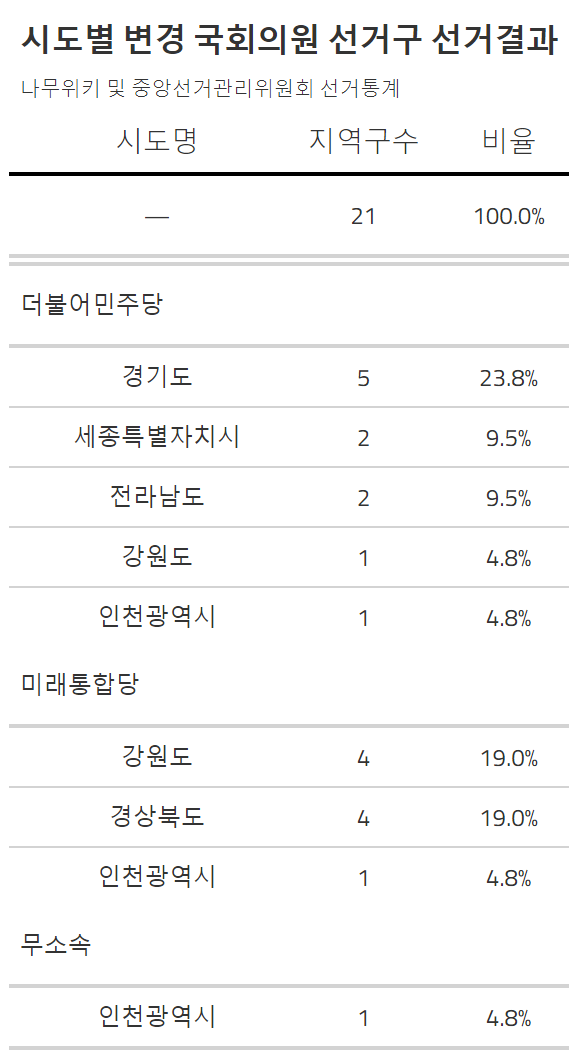 시도별 변경 국회의원 선거구 선거결과
나무위키 및 중앙선거관리위원회 선거통계
시도명 지역구수 비율
— 21 100.0%
더불어민주당
경기도 5 23.8%
세종특별자치시 2 9.5%
전라남도 2 9.5%
강원도 1 4.8%
인천광역시 1 4.8%
미래통합당
강원도 4 19.0%
경상북도 4 19.0%
인천광역시 1 4.8%
무소속
인천광역시 1 4.8%